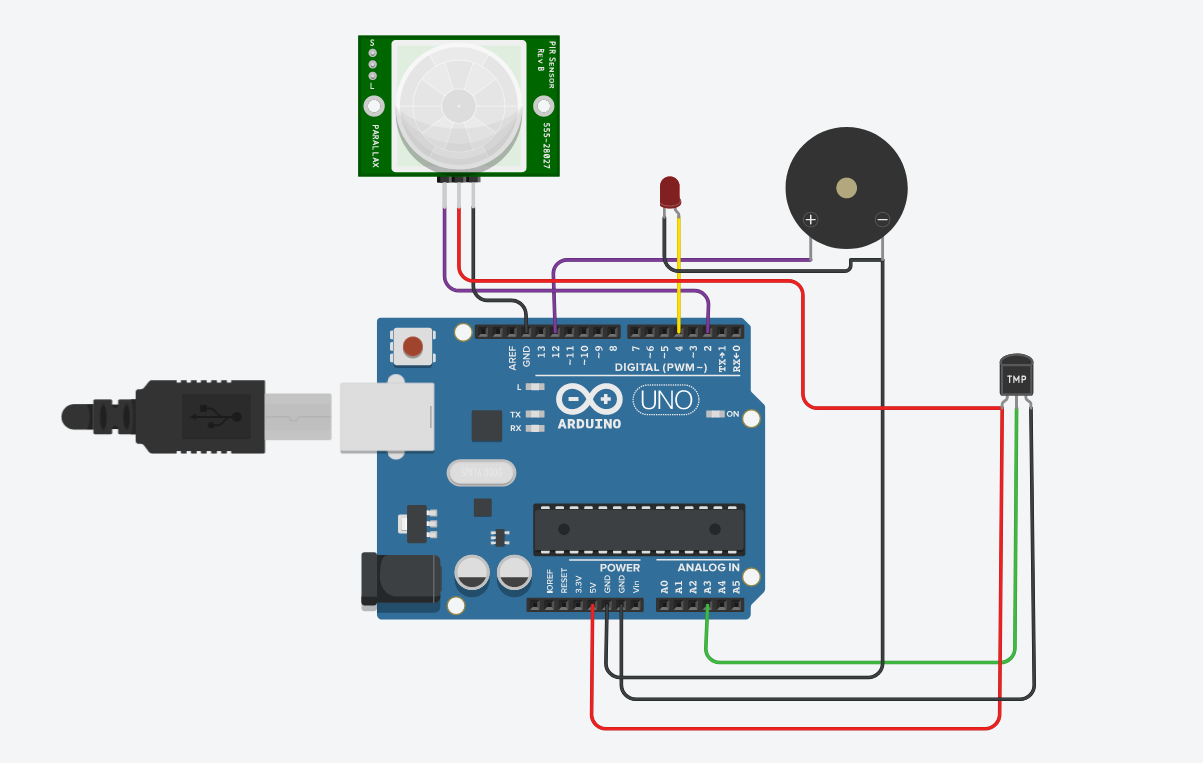 S
L
PARALLAX
PIR SENSOR
REV B
555-28027
+
−
TMP
AREF
GND
13
12
~11
~10
~9
8
7
~6
~5
4
~3
2
TX→1
RX←0
DIGITAL (PWM~)
L
TX
RX
UNO
ARDUINO
ON
POWER
ANALOG IN
IOREF
RESET
3.3V
5V
GND
GND
Vin
A0
A1
A2
A3
A4
A5